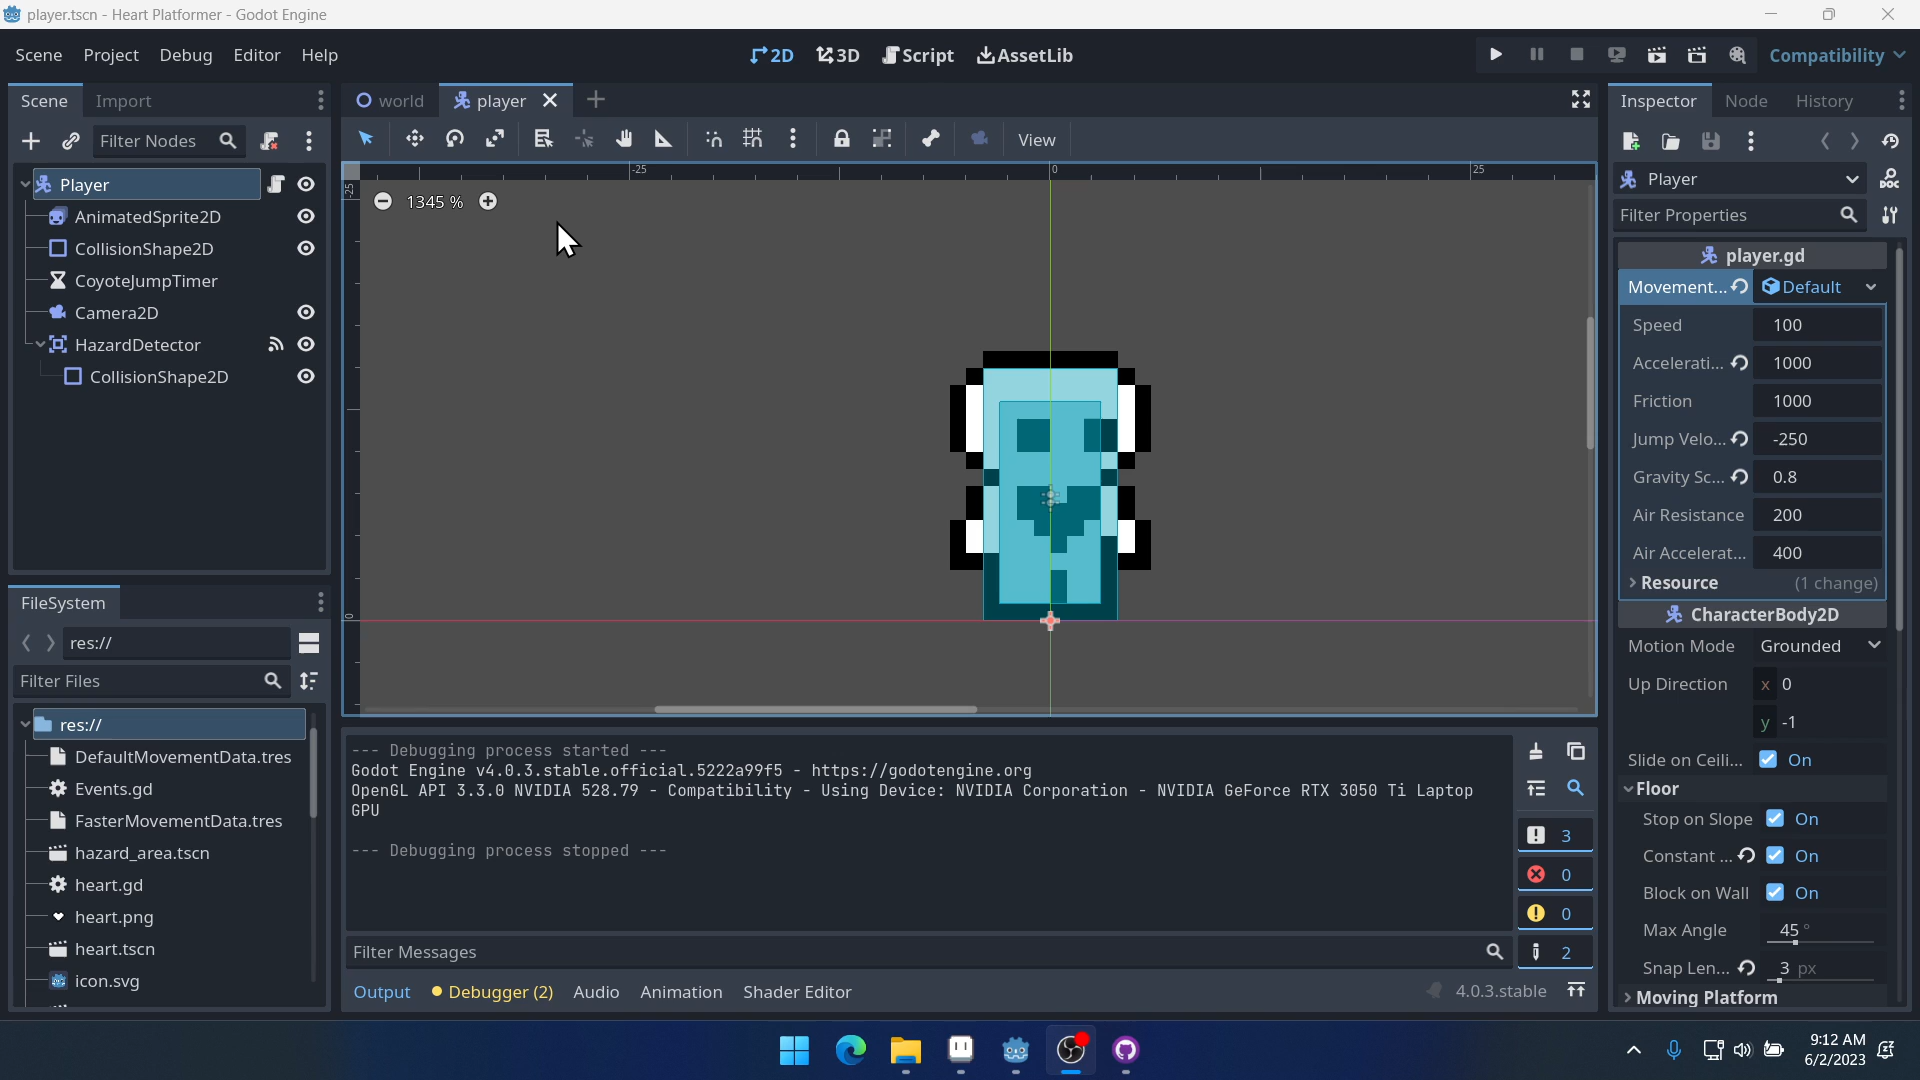 player.tscn - Heart Platformer - Godot Engine
Scene Project Debug Editor Help
2D 3D Script AssetLib
Compatibility
Scene Import
world player
Inspector Node History
Filter Nodes
View
Player
Filter Properties
1345 %
-25 0 25
-25
0
Player
AnimatedSprite2D
CollisionShape2D
CoyoteJumpTimer
Camera2D
HazardDetector
CollisionShape2D
player.gd
Movement... Default
Speed 100
Accelerati... 1000
Friction 1000
Jump Velo... -250
Gravity Sc... 0.8
Air Resistance 200
Air Accelerat... 400
Resource (1 change)
CharacterBody2D
Motion Mode Grounded
Up Direction x 0
y -1
Slide on Ceili... On
Floor
Stop on Slope On
Constant ... On
Block on Wall On
Max Angle 45 °
Snap Len... 3 px
Moving Platform
FileSystem
res://
Filter Files
res://
DefaultMovementData.tres
Events.gd
FasterMovementData.tres
hazard_area.tscn
heart.gd
heart.png
heart.tscn
icon.svg
--- Debugging process started ---
Godot Engine v4.0.3.stable.official.5222a99f5 - https://godotengine.org
OpenGL API 3.3.0 NVIDIA 528.79 - Compatibility - Using Device: NVIDIA Corporation - NVIDIA GeForce RTX 3050 Ti Laptop
GPU
--- Debugging process stopped ---
3
0
0
2
Filter Messages
Output Debugger (2) Audio Animation Shader Editor
4.0.3.stable
9:12 AM
6/2/2023